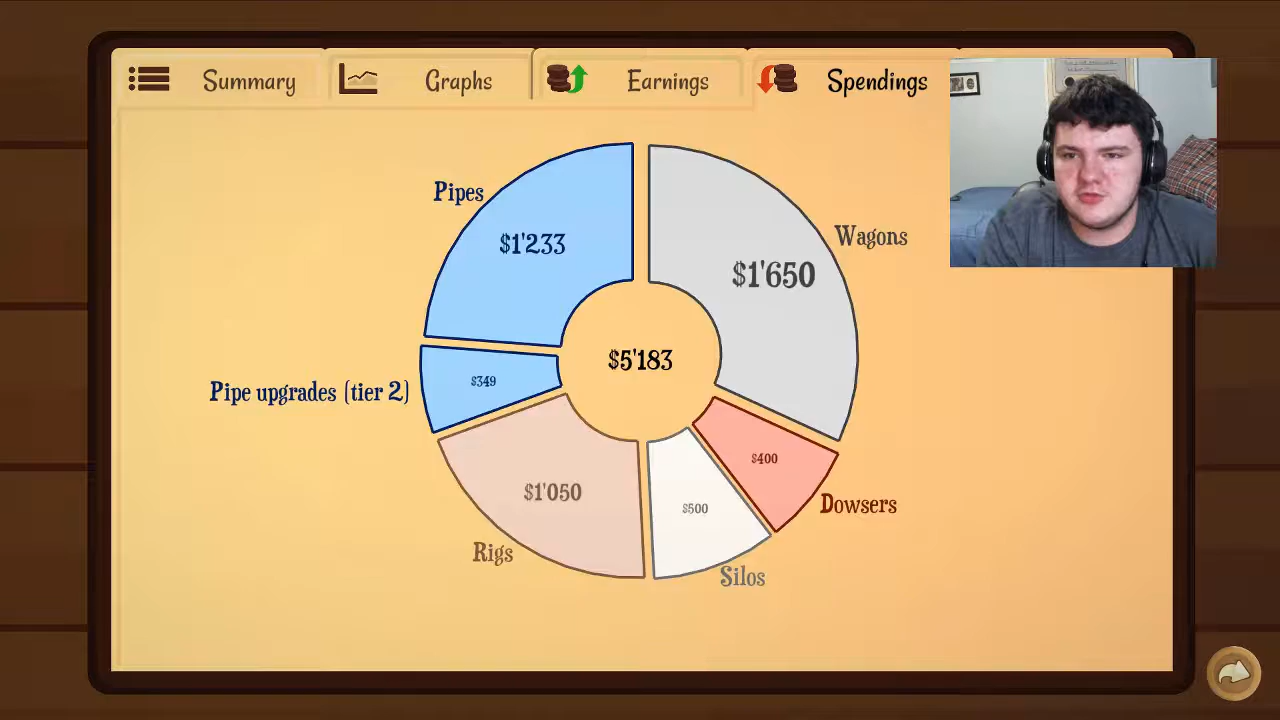 Summary
Graphs
Earnings
Spendings
Pipes
$1'233
Wagons
$1'650
$5'183
Pipe upgrades (tier 2)
$349
$400
Dowsers
$1'050
$500
Rigs
Silos